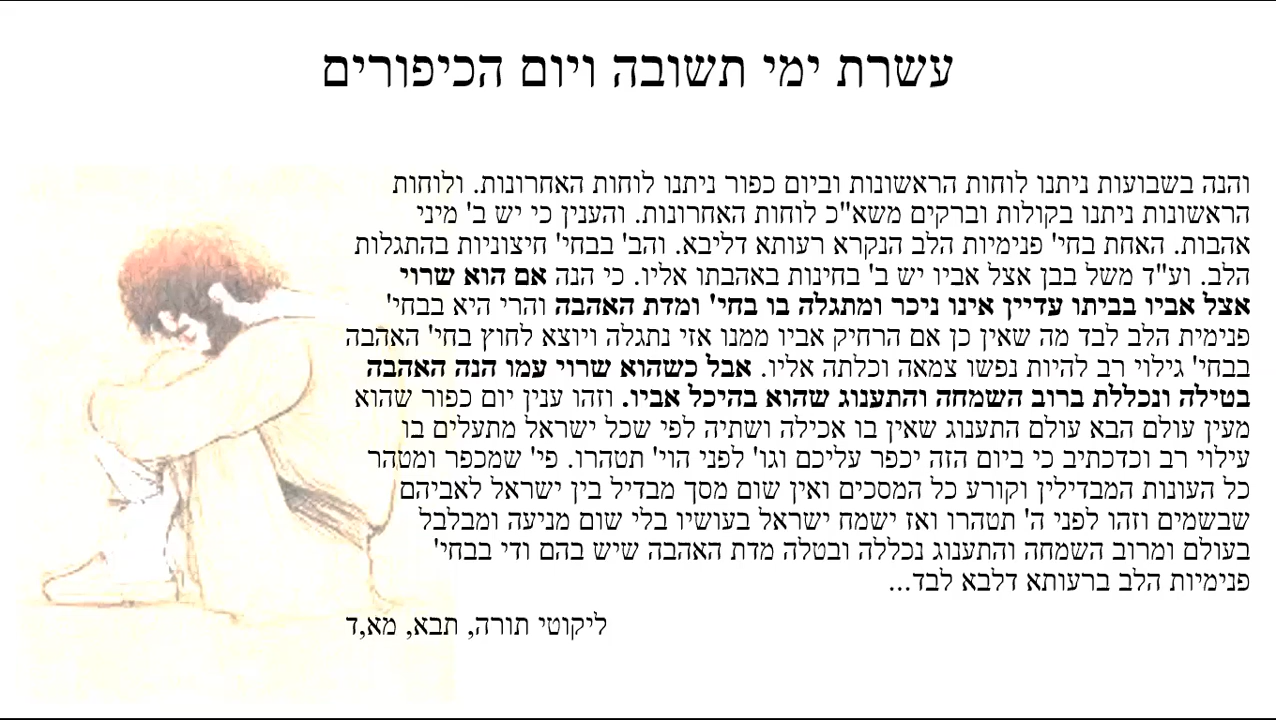 עשרת ימי תשובה ויום הכיפורים
והנה בשבועות ניתנו לוחות הראשונות וביום כפור ניתנו לוחות האחרונות. ולוחות
הראשונות ניתנו בקולות וברקים משא"כ לוחות האחרונות. והענין כי יש ב' מיני
אהבות. האחת בחי' פנימיות הלב הנקרא רעותא דליבא. והב' בבחי' חיצוניות בהתגלות
הלב. וע"ד משל בבן אצל אביו יש ב' בחינות באהבתו אליו. כי הנה אם הוא שרוי
אצל אביו בביתו עדיין אינו ניכר ומתגלה בו בחי' ומדת האהבה והרי היא בבחי'
פנימית הלב לבד מה שאין כן אם הרחיק אביו ממנו אזי נתגלה ויוצא לחוץ בחי' האהבה
בבחי' גילוי רב להיות נפשו צמאה וכלתה אליו. אבל כשהוא שרוי עמו הנה האהבה
בטילה ונכללת ברוב השמחה והתענוג שהוא בהיכל אביו. וזהו ענין יום כפור שהוא
מעין עולם הבא עולם התענוג שאין בו אכילה ושתיה לפי שכל ישראל מתעלים בו
עילוי רב וכדכתיב כי ביום הזה יכפר עליכם וגו' לפני הוי' תטהרו. פי' שמכפר ומטהר
כל העונות המבדילין וקורע כל המסכים ואין שום מסך מבדיל בין ישראל לאביהם
שבשמים וזהו לפני ה' תטהרו ואז ישמח ישראל בעושיו בלי שום מניעה ומבלבל
בעולם ומרוב השמחה והתענוג נכללה ובטלה מדת האהבה שיש בהם ודי בבחי'
פנימיות הלב ברעותא דלבא לבד...
ליקוטי תורה, תבא, מא,ד